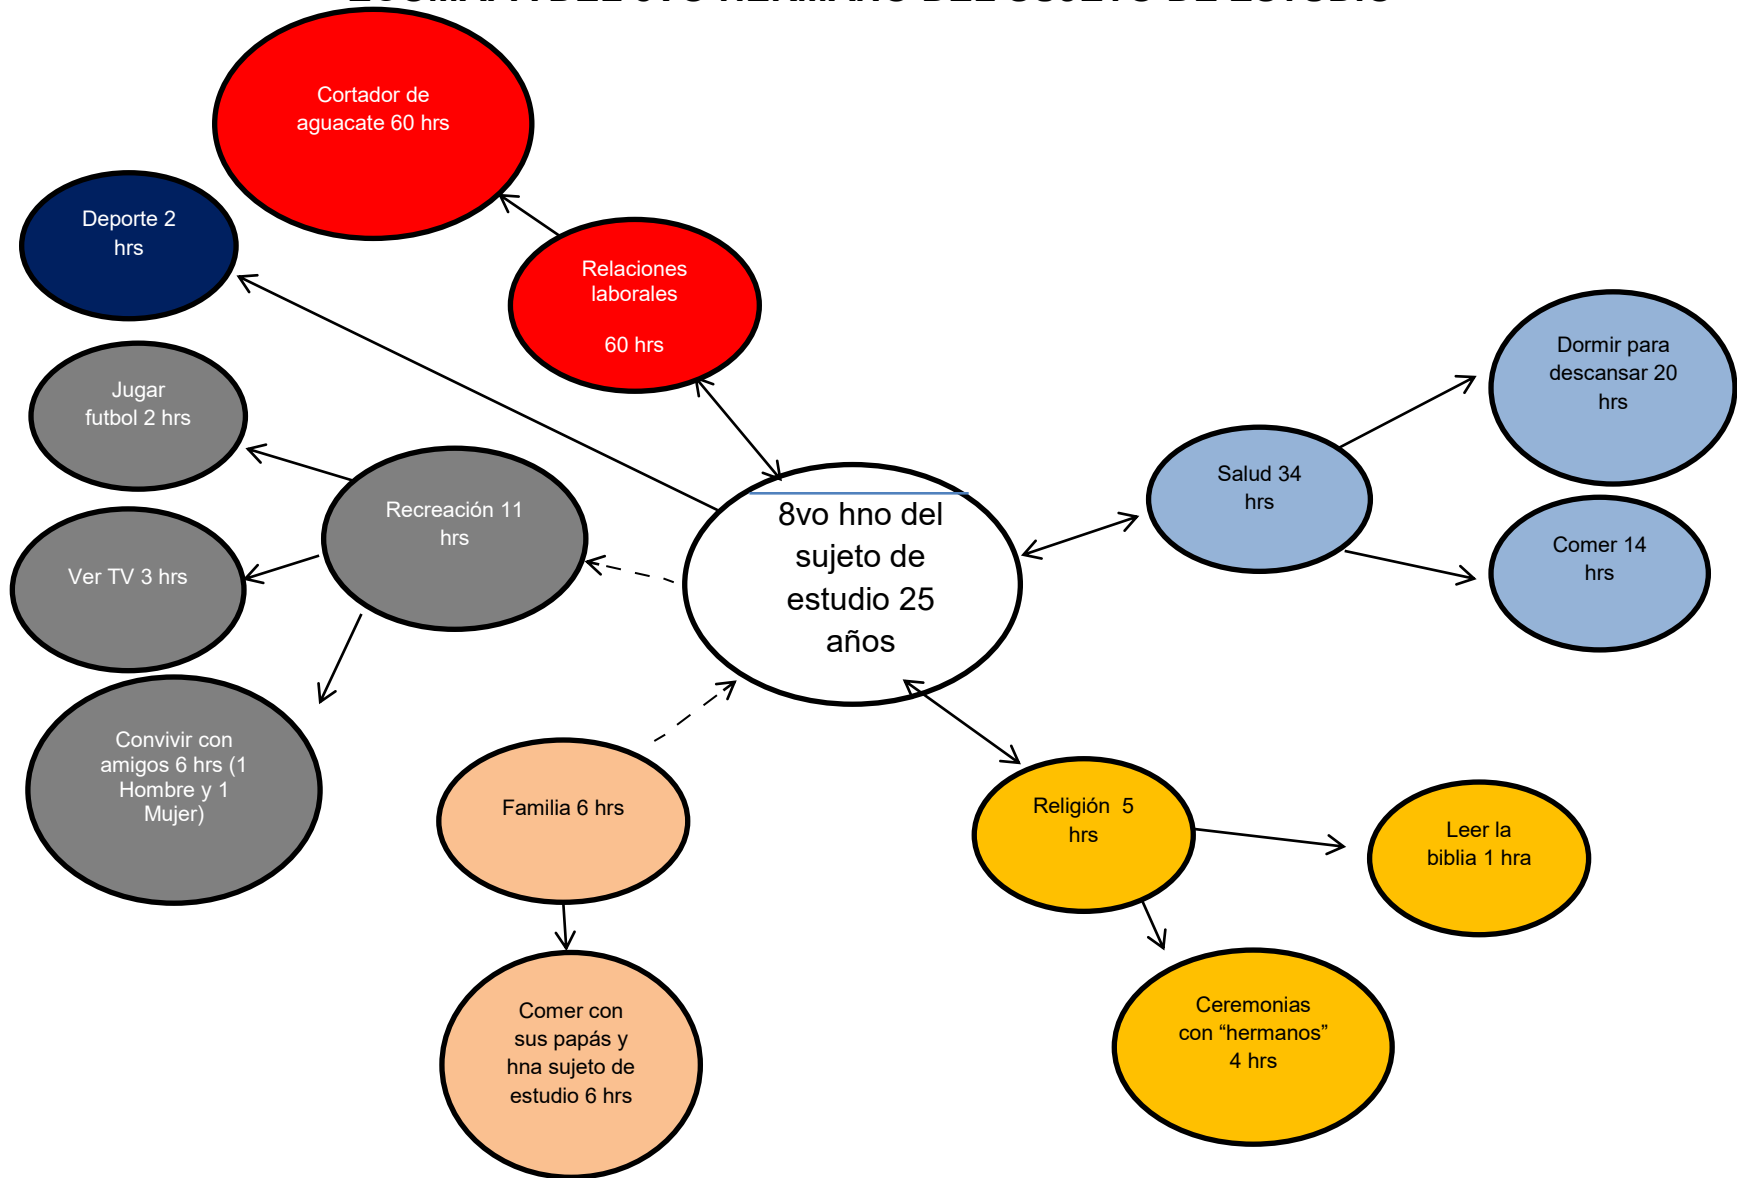 Cortador de
aguacate 60 hrs
Deporte 2
hrs
Relaciones
laborales
60 hrs
Jugar
futbol 2 hrs
Recreación 11
hrs
Ver TV 3 hrs
Convivir con
amigos 6 hrs (1
Hombre y 1
Mujer)
8vo hno del
sujeto de
estudio 25
años
Salud 34
hrs
Dormir para
descansar 20
hrs
Comer 14
hrs
Familia 6 hrs
Comer con
sus papás y
hna sujeto de
estudio 6 hrs
Religión  5
hrs
Leer la
biblia 1 hra
Ceremonias
con “hermanos”
4 hrs